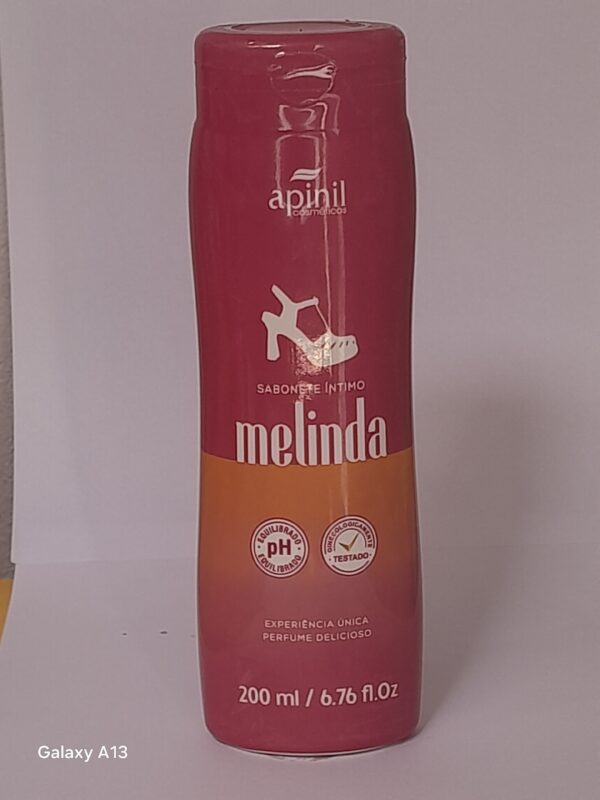 apinil
cosméticos
SABONETE ÍNTIMO
melinda
EQUILIBRADO
pH
EQUILIBRADO
GINECOLOGICAMENTE
TESTADO
EXPERIÊNCIA ÚNICA
PERFUME DELICIOSO
200 ml / 6.76 fl.Oz
Galaxy A13